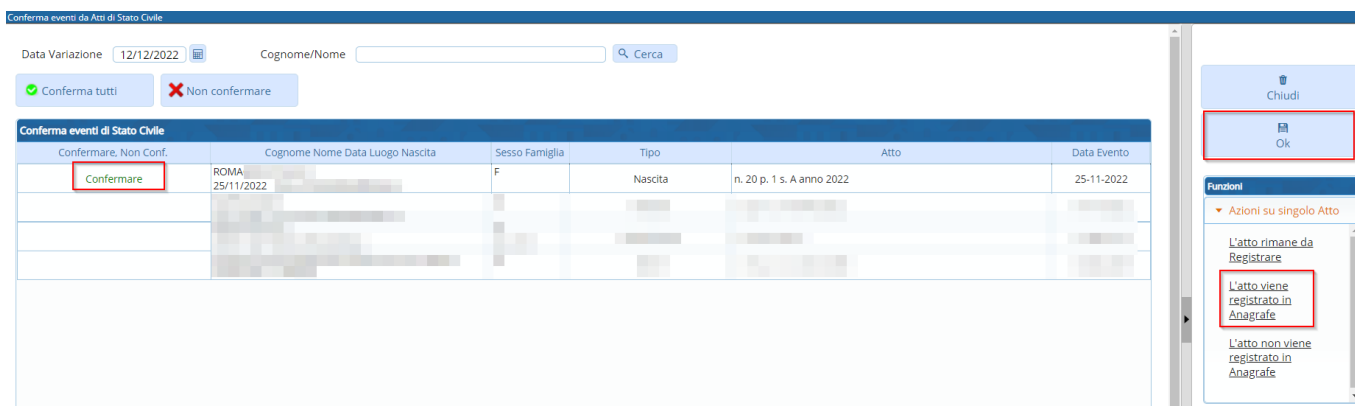 Conferma eventi da Atti di Stato Civile
Data Variazione 12/12/2022 Cognome/Nome Cerca
Conferma tutti Non confermare
Conferma eventi di Stato Civile
Confermare, Non Conf. Cognome Nome Data Luogo Nascita Sesso Famiglia Tipo Atto Data Evento
Confermare ROMA F Nascita n. 20 p. 1 s. A anno 2022 25-11-2022
25/11/2022
Chiudi
Ok
Funzioni
Azioni su singolo Atto
L'atto rimane da
Registrare
L'atto viene
registrato in
Anagrafe
L'atto non viene
registrato in
Anagrafe